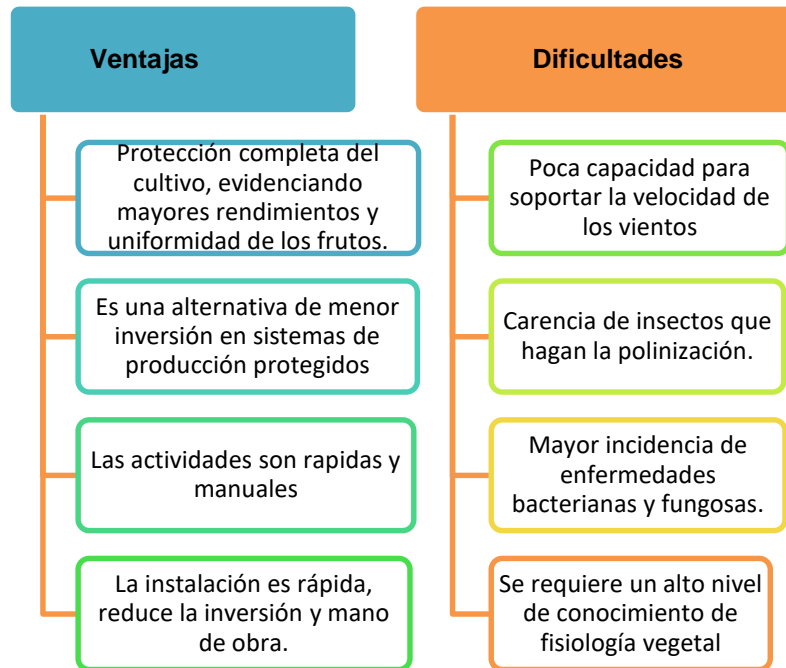 Ventajas
Protección completa del
cultivo, evidenciando
mayores rendimientos y
uniformidad de los frutos.
Es una alternativa de menor
inversión en sistemas de
producción protegidos
Las actividades son rapidas y
manuales
La instalación es rápida,
reduce la inversión y mano
de obra.
Dificultades
Poca capacidad para
soportar la velocidad de
los vientos
Carencia de insectos que
hagan la polinización.
Mayor incidencia de
enfermedades
bacterianas y fungosas.
Se requiere un alto nivel
de conocimiento de
fisiología vegetal